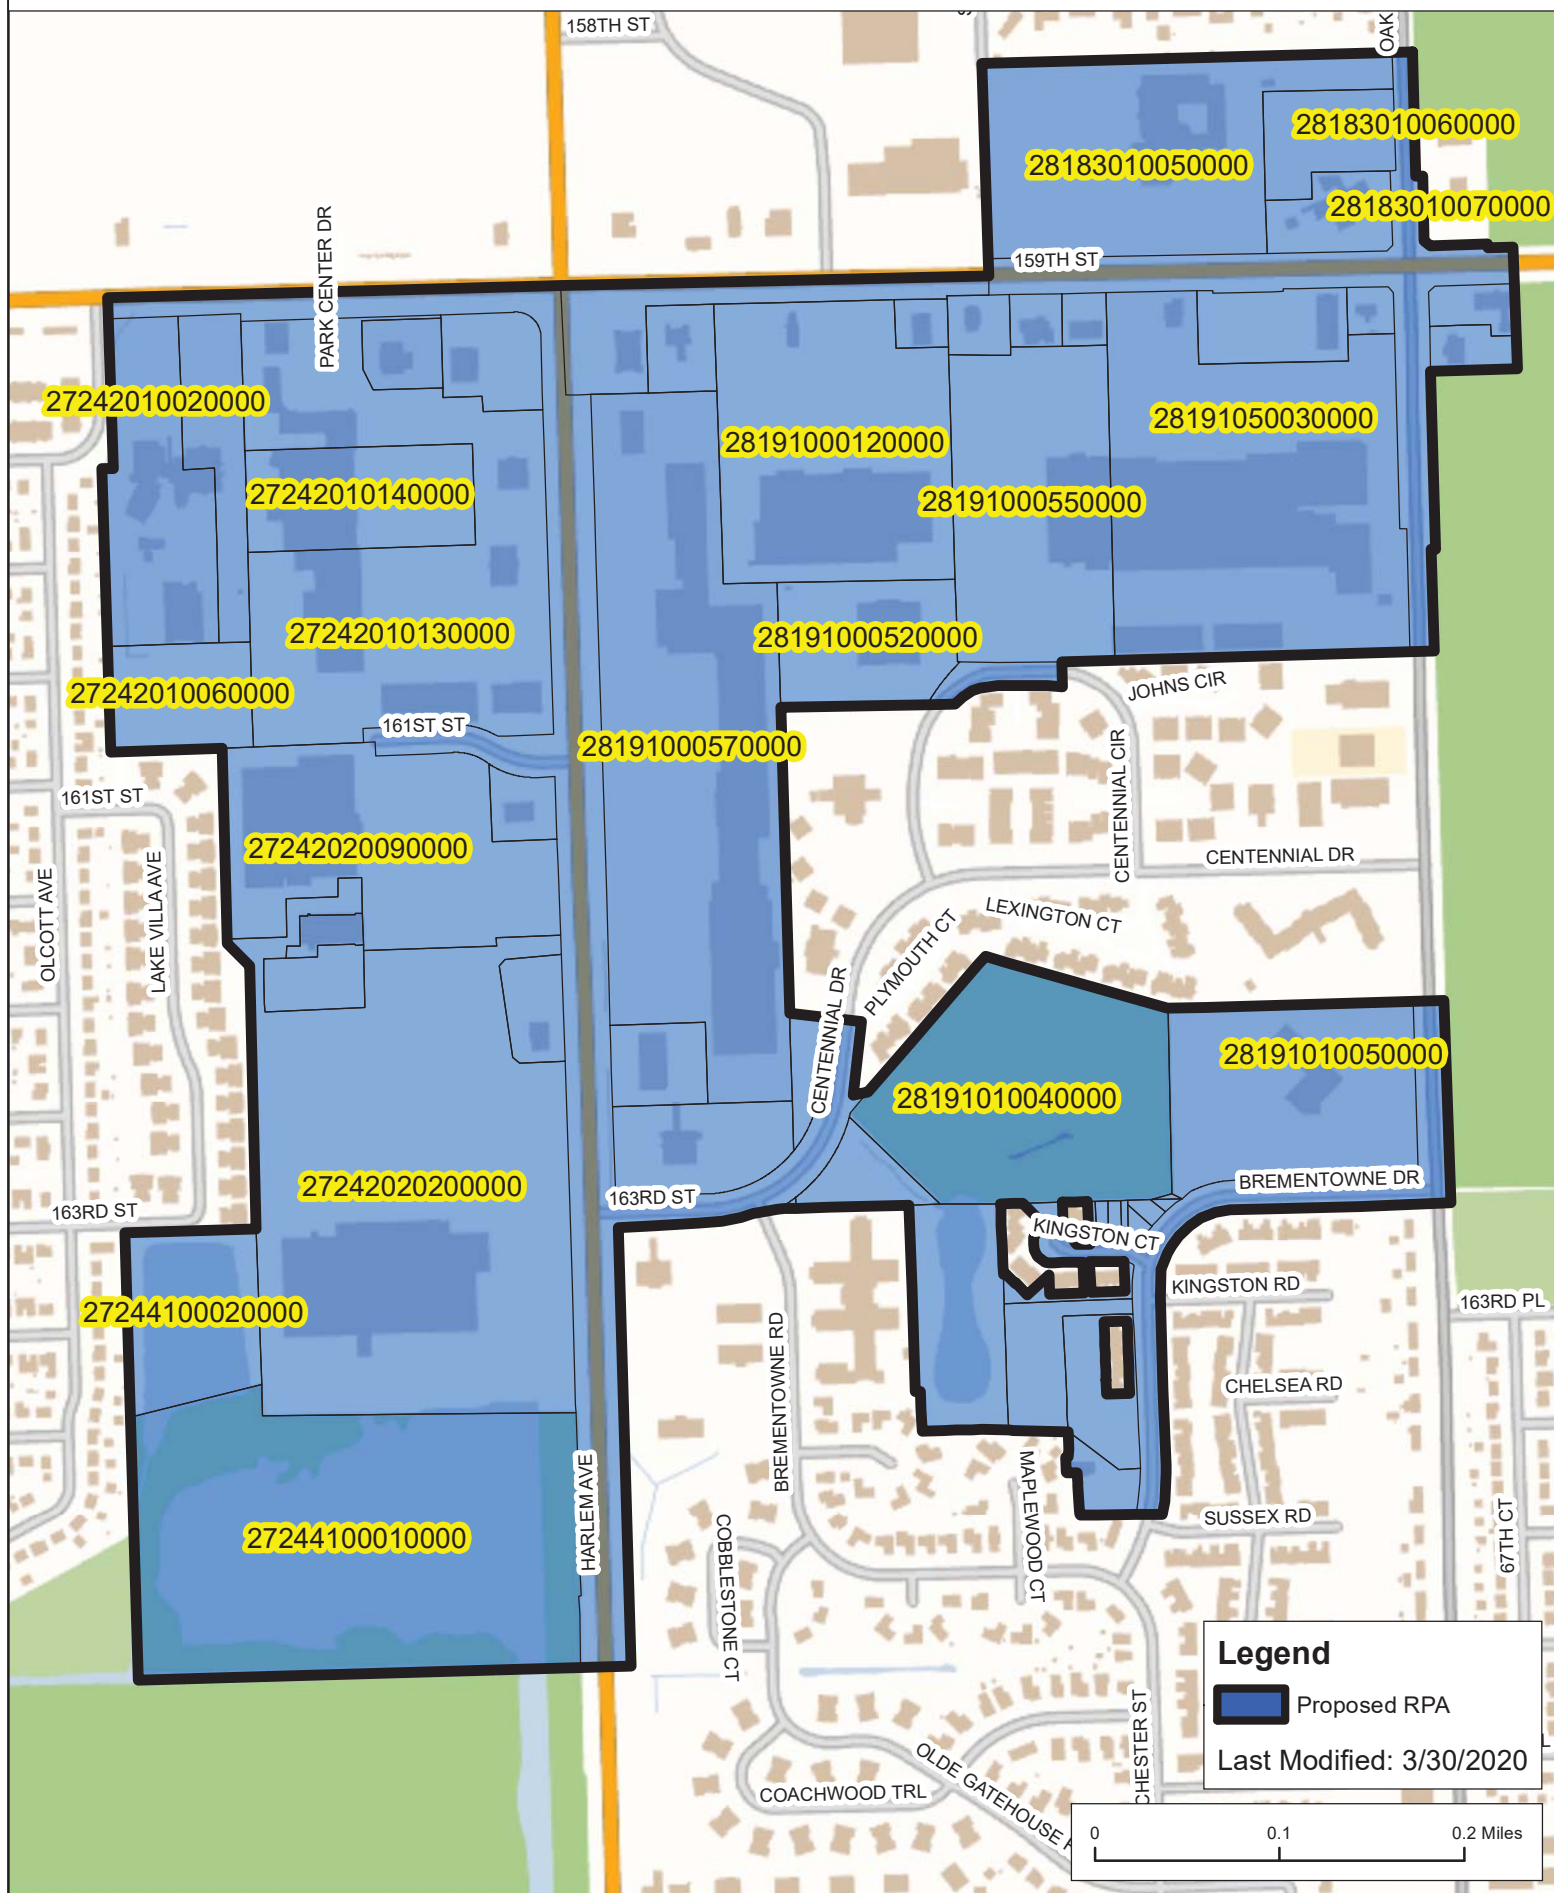 158TH ST
OAK
28183010060000
28183010050000
28183010070000
PARK CENTER DR
159TH ST
27242010020000
28191050030000
28191000120000
27242010140000
28191000550000
27242010130000
28191000520000
27242010060000
JOHNS CIR
161ST ST
28191000570000
CENTENNIAL CIR
161ST ST
27242020090000
CENTENNIAL DR
OLCOTT AVE
LAKE VILLA AVE
LEXINGTON CT
PLYMOUTH CT
CENTENNIAL DR
28191010050000
28191010040000
27242020200000
BREMENTOWNE DR
163RD ST
163RD ST
KINGSTON CT
KINGSTON RD
27244100020000
163RD PL
BREMENTOWNE RD
CHELSEA RD
HARLEM AVE
MAPLEWOOD CT
SUSSEX RD
67TH CT
27244100010000
COBBLESTONE CT
Legend
Proposed RPA
Last Modified: 3/30/2020
CHESTER ST
OLDE GATEHOUSE
COACHWOOD TRL
0 0.1 0.2 Miles